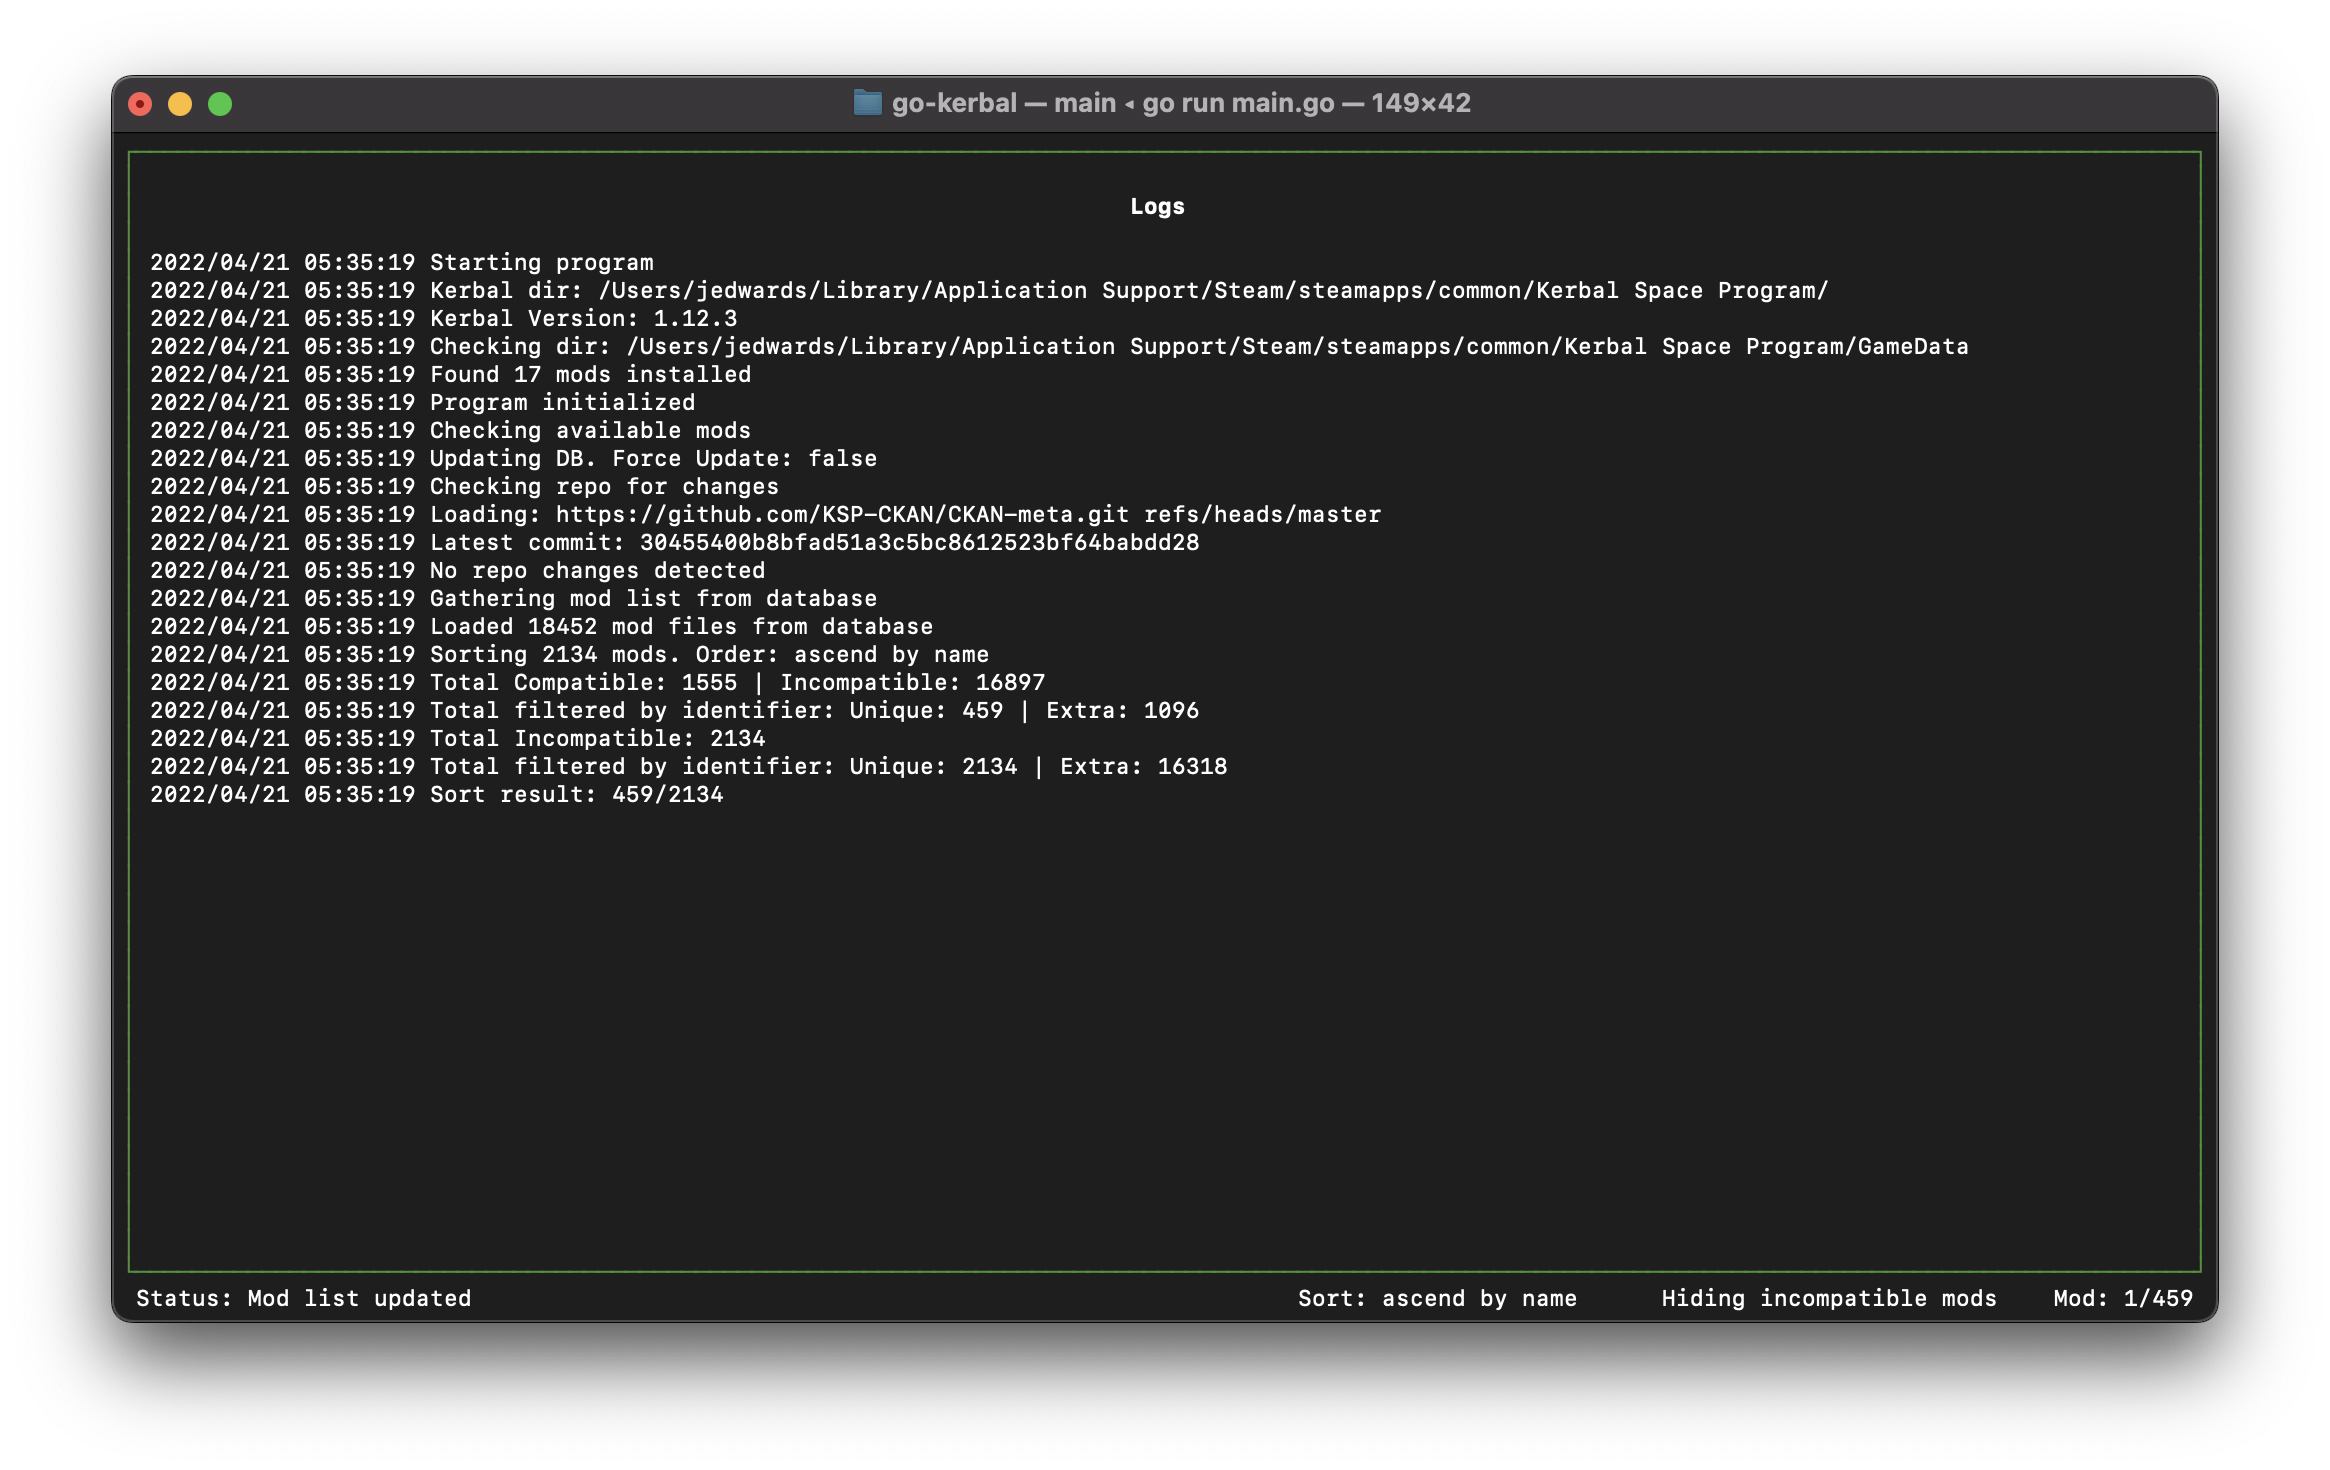 go-kerbal — main ◂ go run main.go — 149×42
Logs
2022/04/21 05:35:19 Starting program
2022/04/21 05:35:19 Kerbal dir: /Users/jedwards/Library/Application Support/Steam/steamapps/common/Kerbal Space Program/
2022/04/21 05:35:19 Kerbal Version: 1.12.3
2022/04/21 05:35:19 Checking dir: /Users/jedwards/Library/Application Support/Steam/steamapps/common/Kerbal Space Program/GameData
2022/04/21 05:35:19 Found 17 mods installed
2022/04/21 05:35:19 Program initialized
2022/04/21 05:35:19 Checking available mods
2022/04/21 05:35:19 Updating DB. Force Update: false
2022/04/21 05:35:19 Checking repo for changes
2022/04/21 05:35:19 Loading: https://github.com/KSP-CKAN/CKAN-meta.git refs/heads/master
2022/04/21 05:35:19 Latest commit: 30455400b8bfad51a3c5bc8612523bf64babdd28
2022/04/21 05:35:19 No repo changes detected
2022/04/21 05:35:19 Gathering mod list from database
2022/04/21 05:35:19 Loaded 18452 mod files from database
2022/04/21 05:35:19 Sorting 2134 mods. Order: ascend by name
2022/04/21 05:35:19 Total Compatible: 1555 | Incompatible: 16897
2022/04/21 05:35:19 Total filtered by identifier: Unique: 459 | Extra: 1096
2022/04/21 05:35:19 Total Incompatible: 2134
2022/04/21 05:35:19 Total filtered by identifier: Unique: 2134 | Extra: 16318
2022/04/21 05:35:19 Sort result: 459/2134
Status: Mod list updated Sort: ascend by name Hiding incompatible mods Mod: 1/459